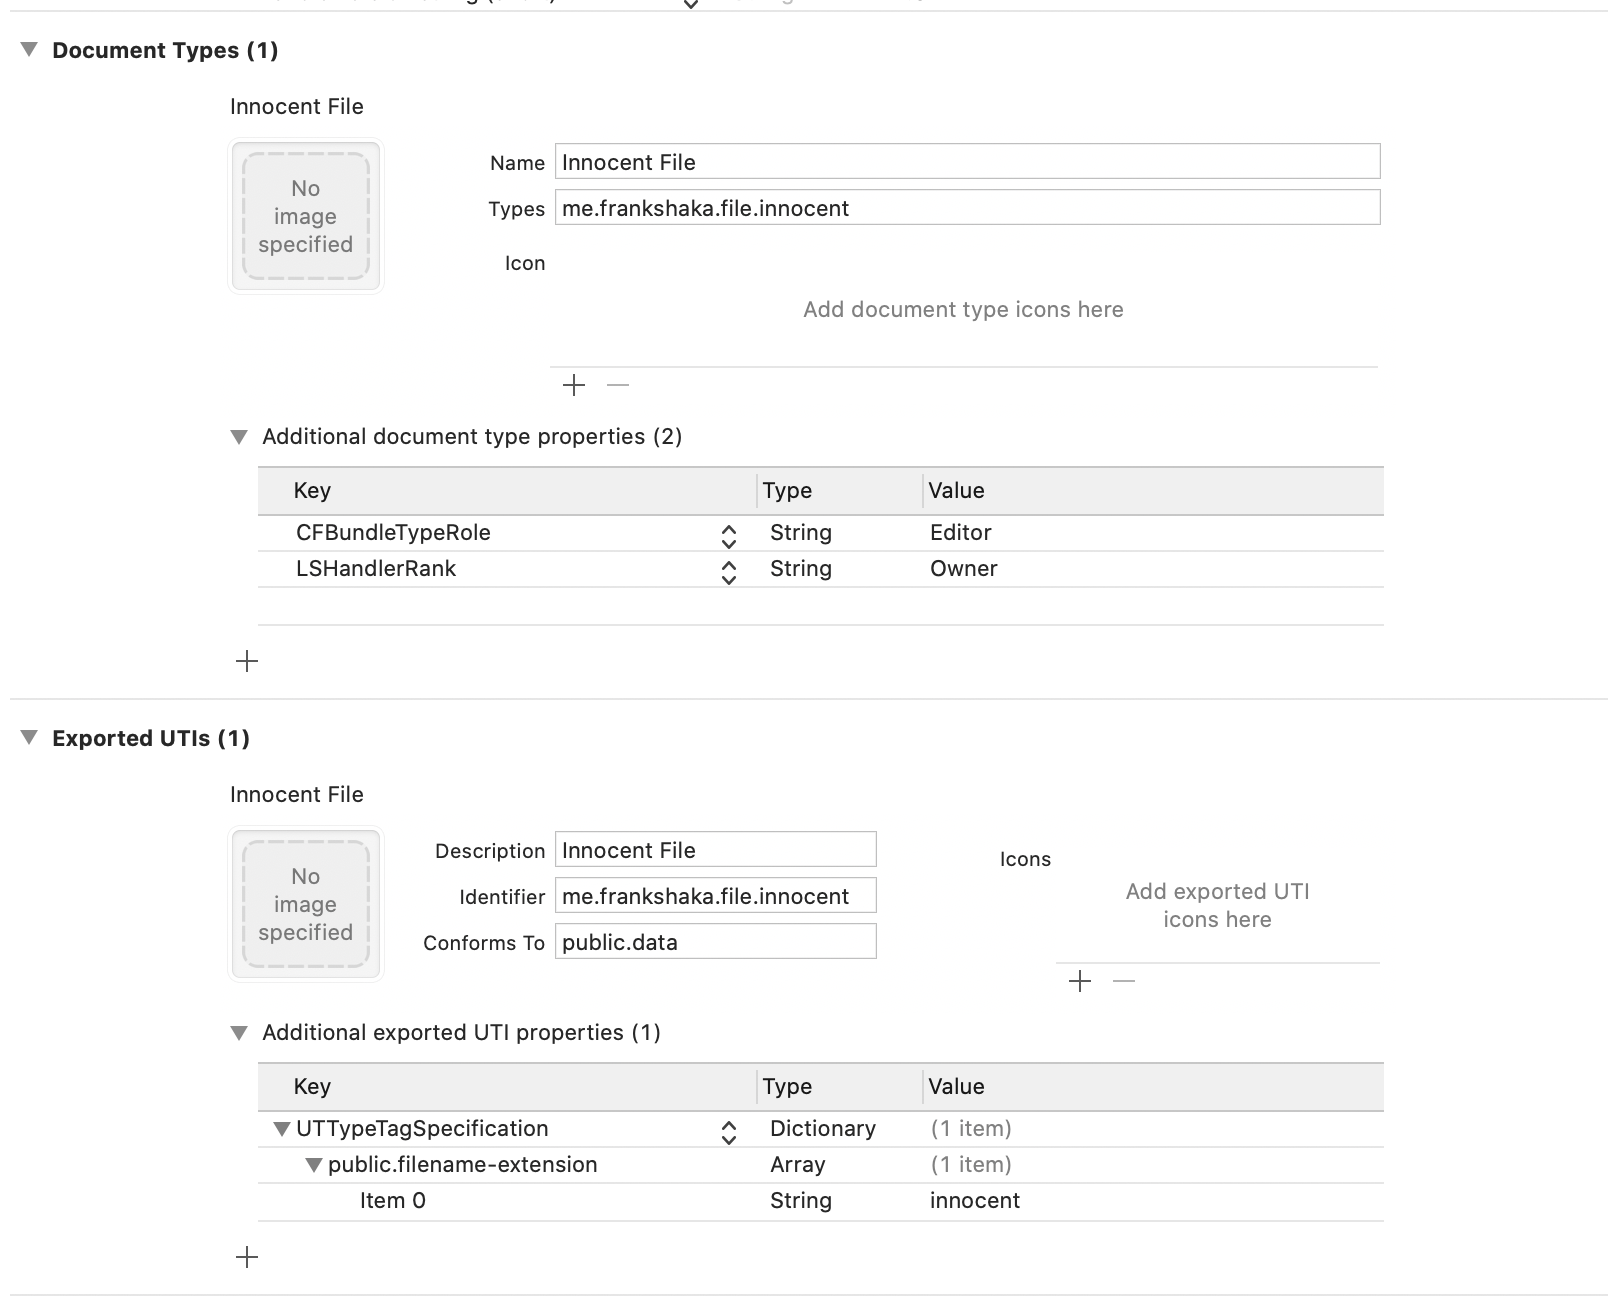 Document Types (1)
Innocent File
No
image
specified
Name Innocent File
Types me.frankshaka.file.innocent
Icon
Add document type icons here
Additional document type properties (2)
Key Type Value
CFBundleTypeRole String Editor
LSHandlerRank String Owner
Exported UTIs (1)
Innocent File
No
image
specified
Description Innocent File
Identifier me.frankshaka.file.innocent
Conforms To public.data
Icons
Add exported UTI
icons here
Additional exported UTI properties (1)
Key Type Value
UTTypeTagSpecification Dictionary (1 item)
public.filename-extension Array (1 item)
Item 0 String innocent